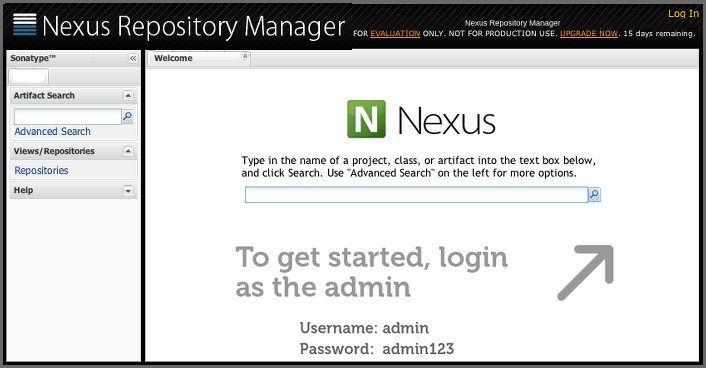 Nexus Repository Manager
Log In
Nexus Repository Manager
FOR EVALUATION ONLY. NOT FOR PRODUCTION USE. UPGRADE NOW. 15 days remaining.
Sonatype™
Welcome
Artifact Search
Advanced Search
Views/Repositories
Repositories
Help
N Nexus
Type in the name of a project, class, or artifact into the text box below,
and click Search. Use "Advanced Search" on the left for more options.
To get started, login
as the admin
Username: admin
Password: admin123